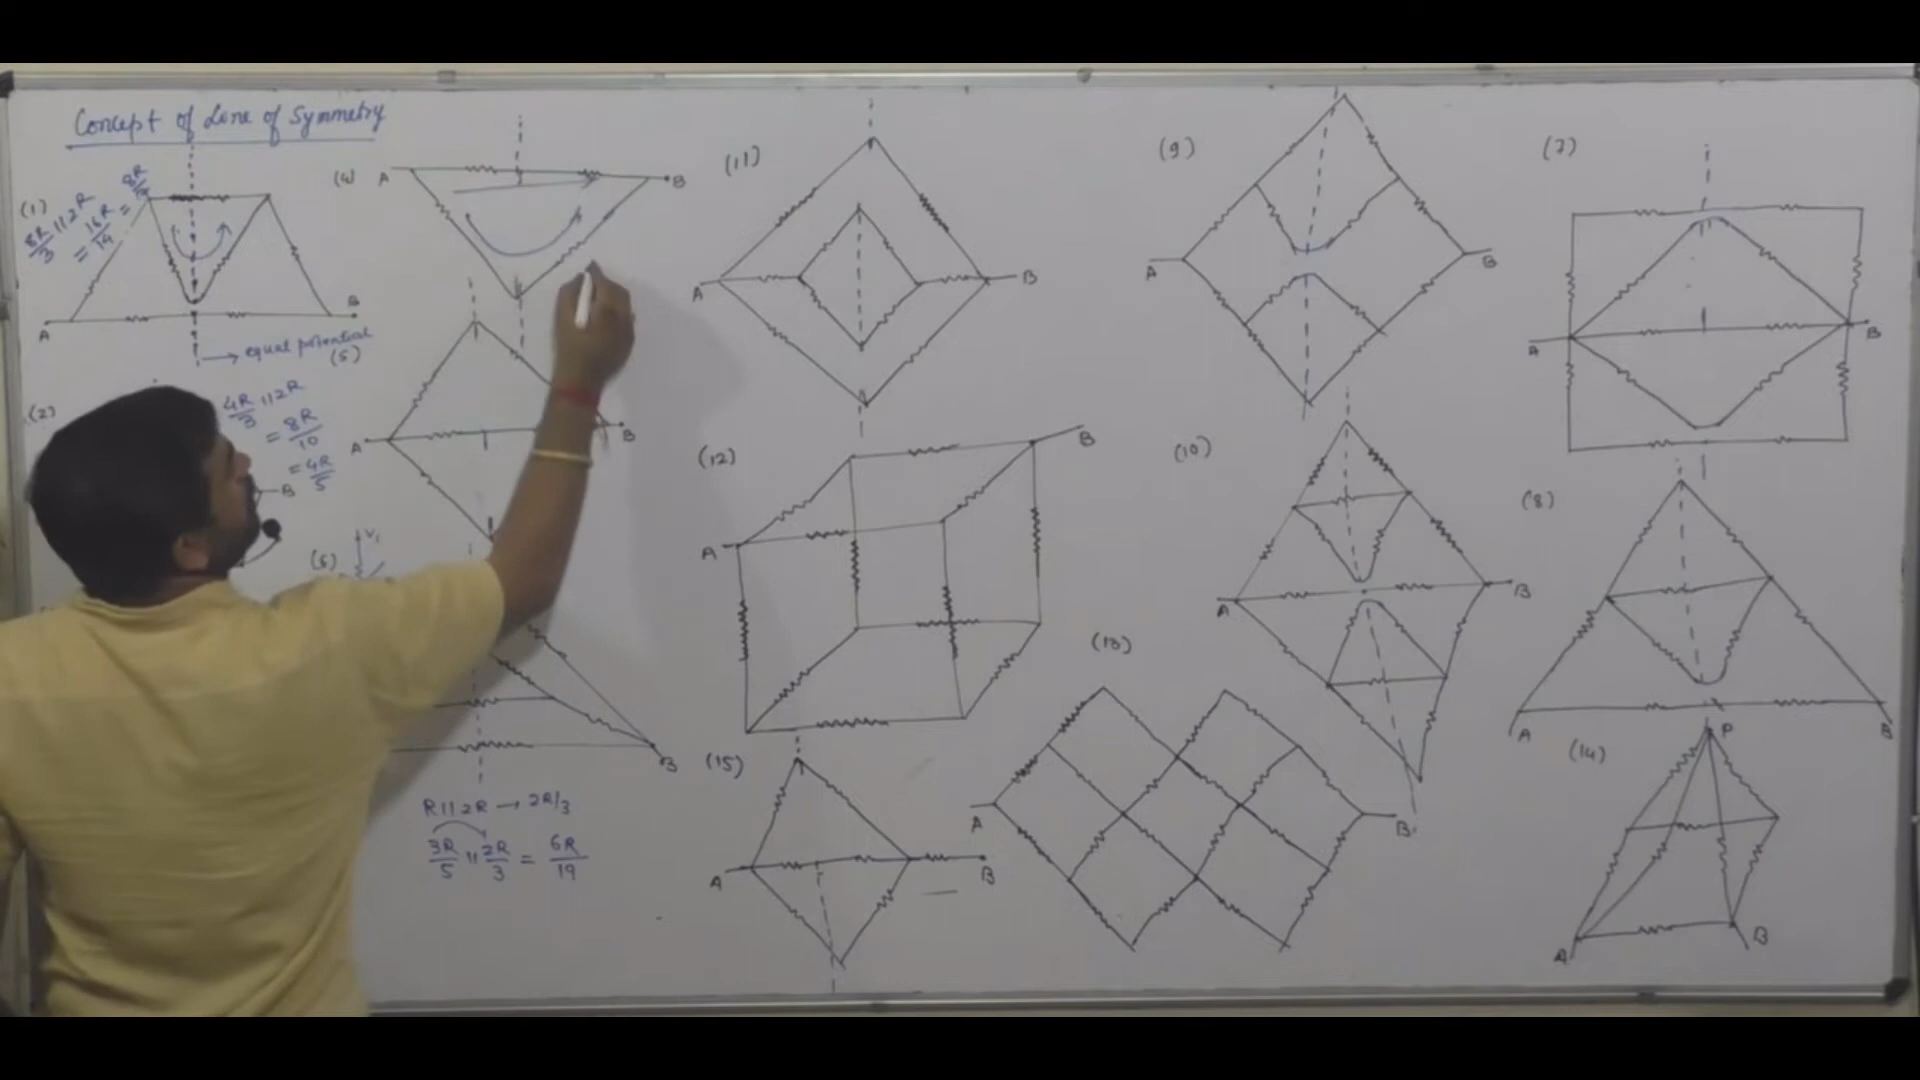 Concept of Line of Symmetry
(1)
8R/3 || 2R
= 16R/14 = 8R/7
A
B
→ equal potential
(2)
4R/3 || 2R
= 8R/10
= 4R/5
B
(4)
A
B
(5)
A
B
(6)
V₁
B
R || 2R → 2R/3
3R/5 || 2R/3 = 6R/19
(11)
A
B
(12)
A
B
(15)
A
B
(9)
A
B
(10)
A
B
(13)
A
B
(7)
A
B
(8)
A
B
(14)
P
A
B